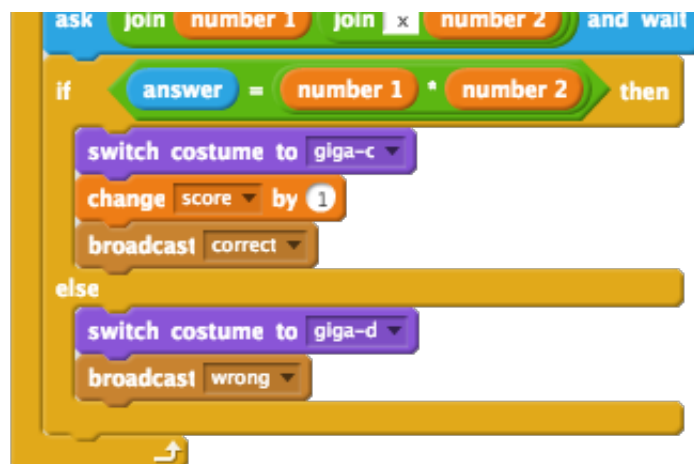 ask join number 1 join x number 2 and wait
if answer = number 1 * number 2 then
switch costume to giga-c
change score by 1
broadcast correct
else
switch costume to giga-d
broadcast wrong